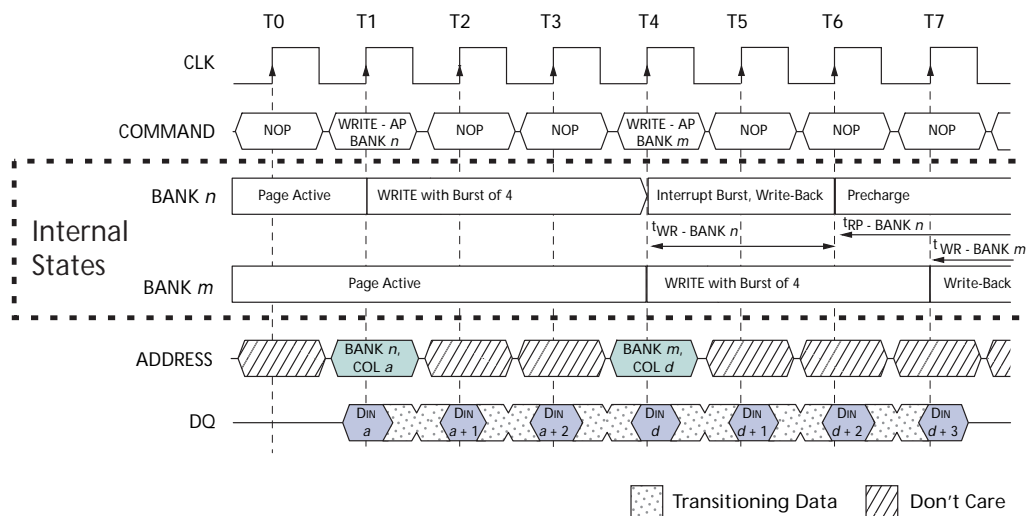 T0 T1 T2 T3 T4 T5 T6 T7
CLK
COMMAND NOP WRITE - AP BANK n NOP NOP WRITE - AP BANK m NOP NOP NOP
BANK n Page Active WRITE with Burst of 4 Interrupt Burst, Write-Back Precharge
Internal
States
tWR - BANK n tRP - BANK n
tWR - BANK m
BANK m Page Active WRITE with Burst of 4 Write-Back
ADDRESS BANK n, COL a BANK m, COL d
DQ DIN a DIN a + 1 DIN a + 2 DIN d DIN d + 1 DIN d + 2 DIN d + 3
Transitioning Data Don't Care